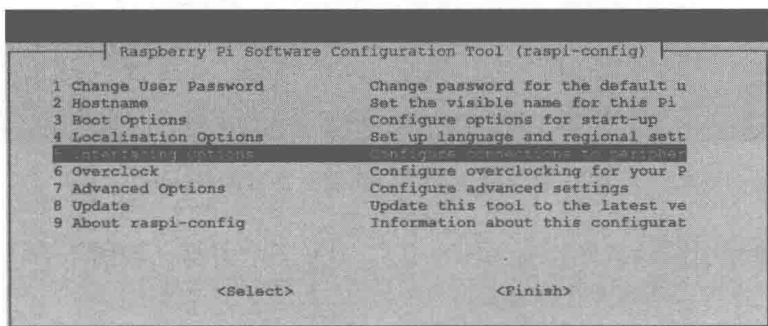 Raspberry Pi Software Configuration Tool (raspi-config)
1 Change User Password Change password for the default u
2 Hostname Set the visible name for this Pi
3 Boot Options Configure options for start-up
4 Localisation Options Set up language and regional sett
5 Interfacing Options Configure connections to peripher
6 Overclock Configure overclocking for your P
7 Advanced Options Configure advanced settings
8 Update Update this tool to the latest ve
9 About raspi-config Information about this configurat
<Select> <Finish>